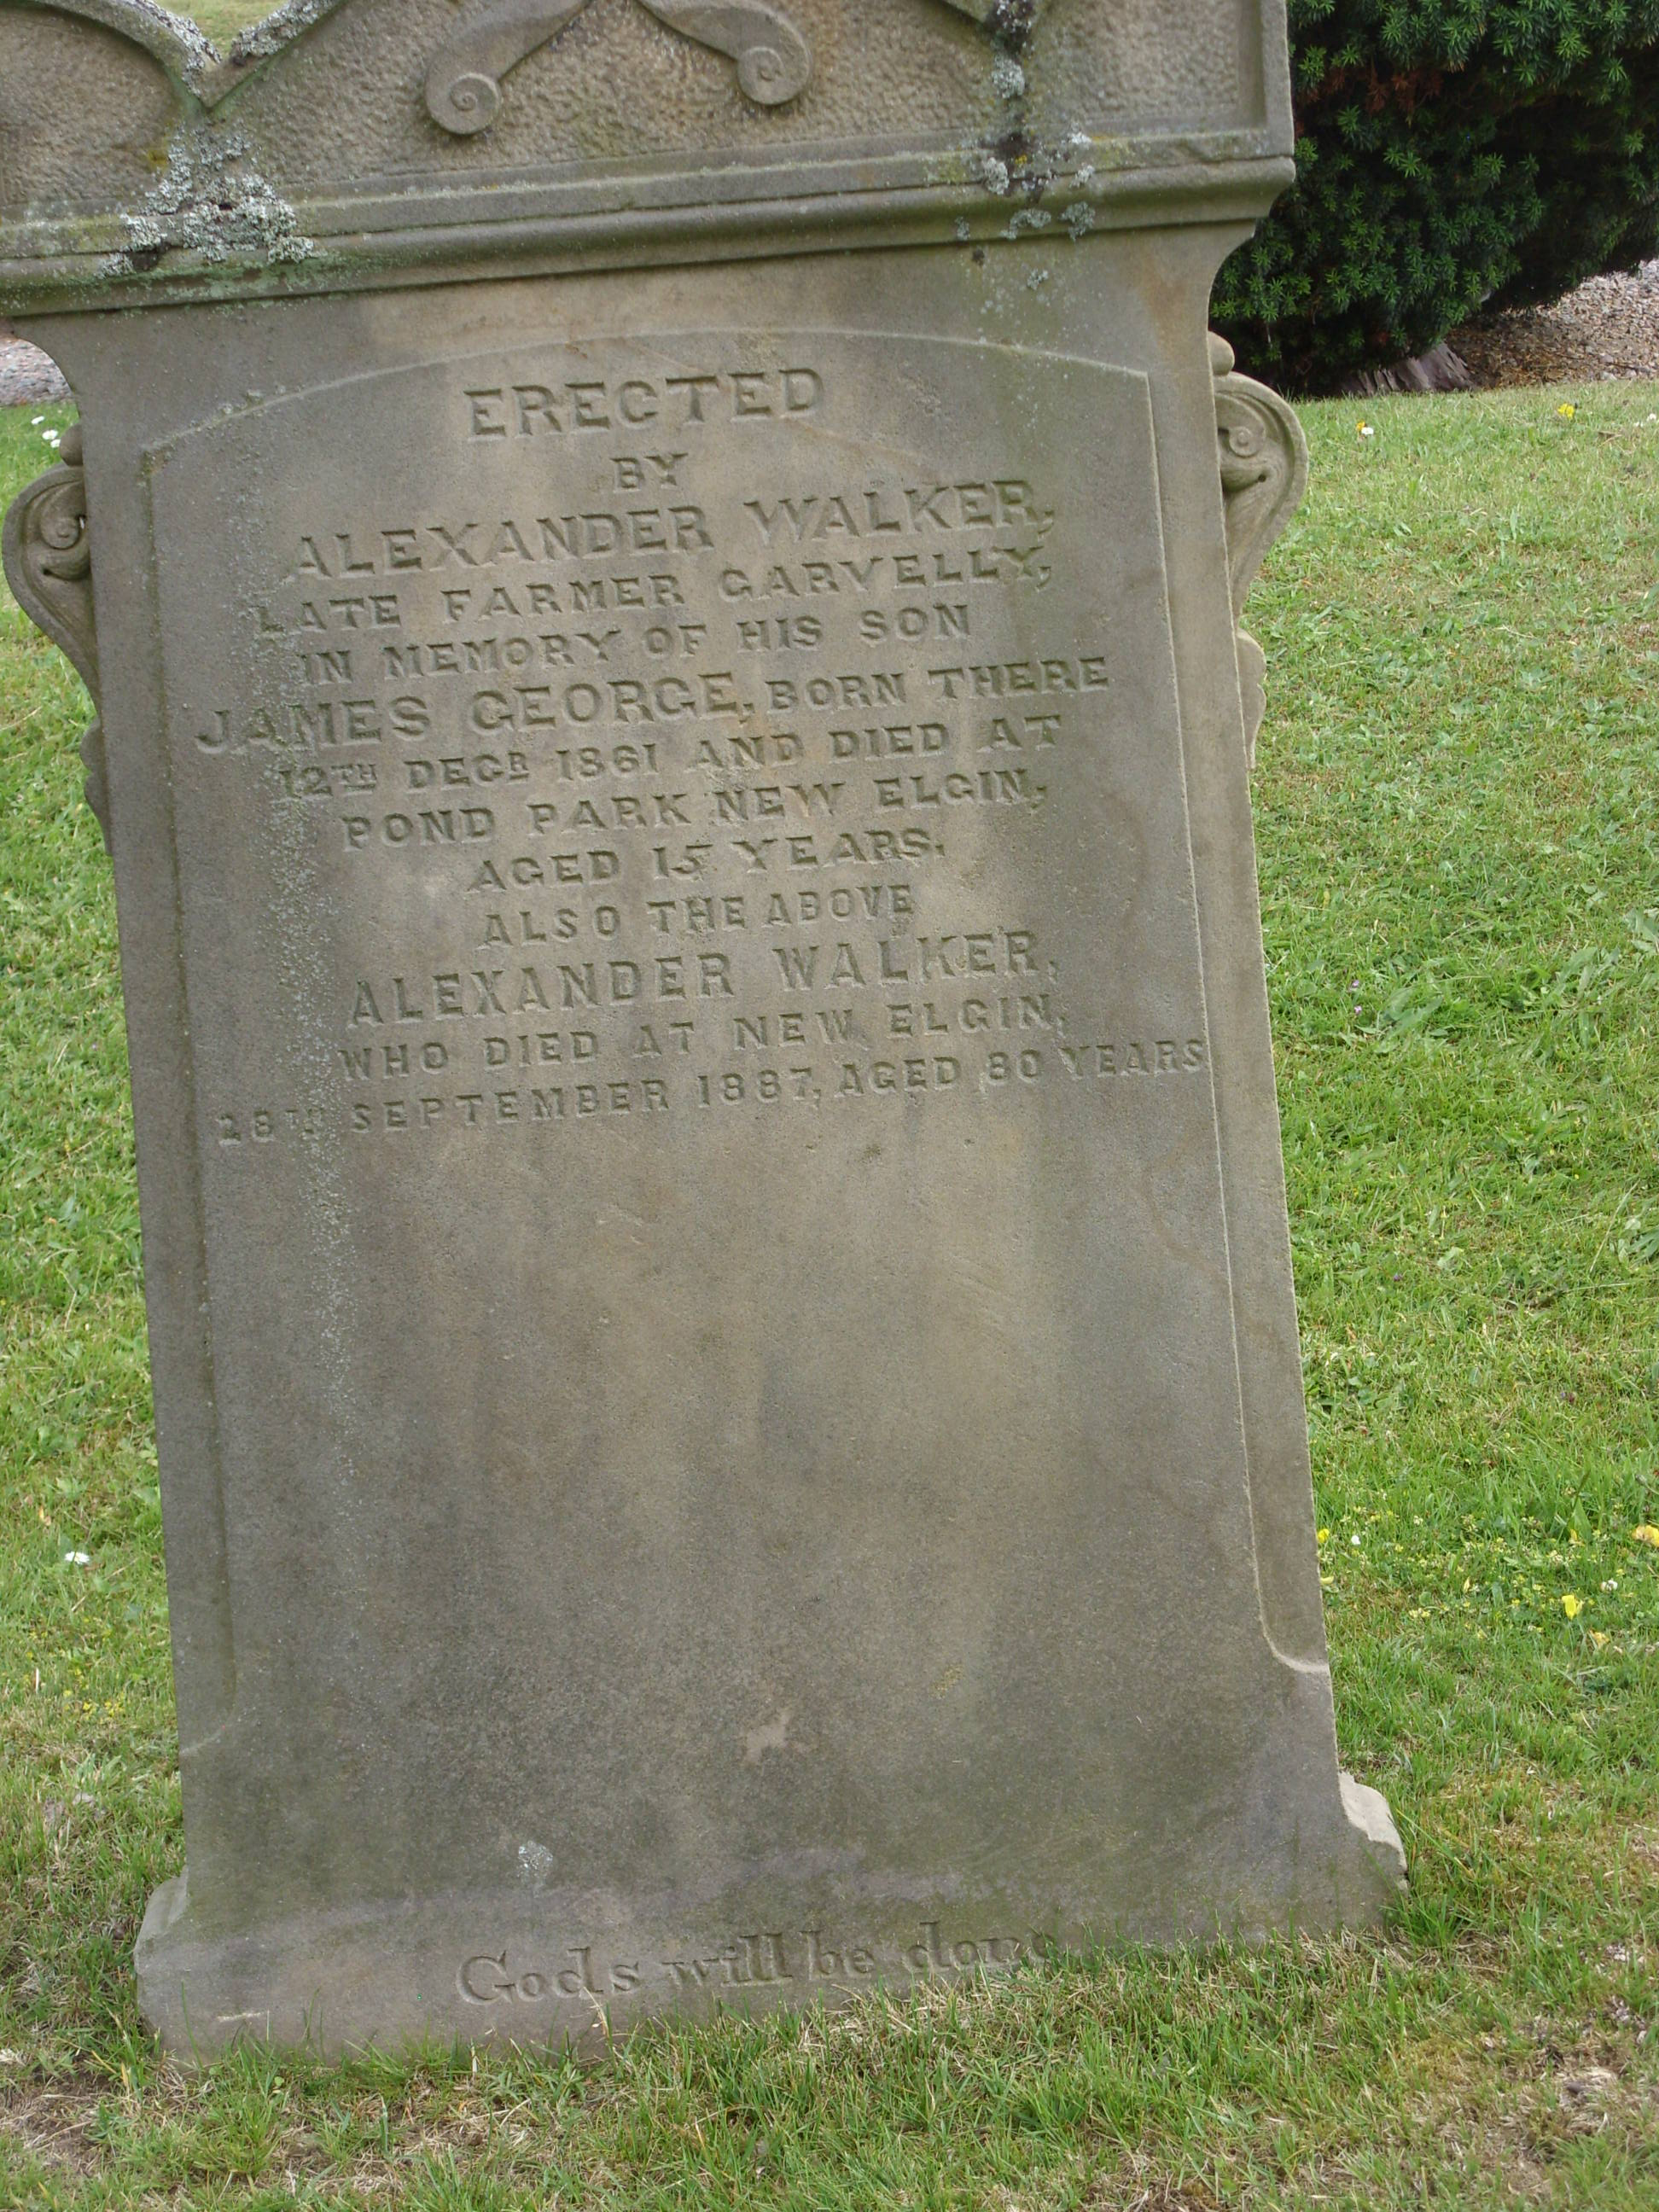 ERECTED
BY
ALEXANDER WALKER,
LATE FARMER GARVELLY,
IN MEMORY OF HIS SON
JAMES GEORGE, BORN THERE
12TH DECR 1861 AND DIED AT
POND PARK NEW ELGIN,
AGED 15 YEARS.
ALSO THE ABOVE
ALEXANDER WALKER,
WHO DIED AT NEW ELGIN,
28TH SEPTEMBER 1887, AGED 80 YEARS
Gods will be done